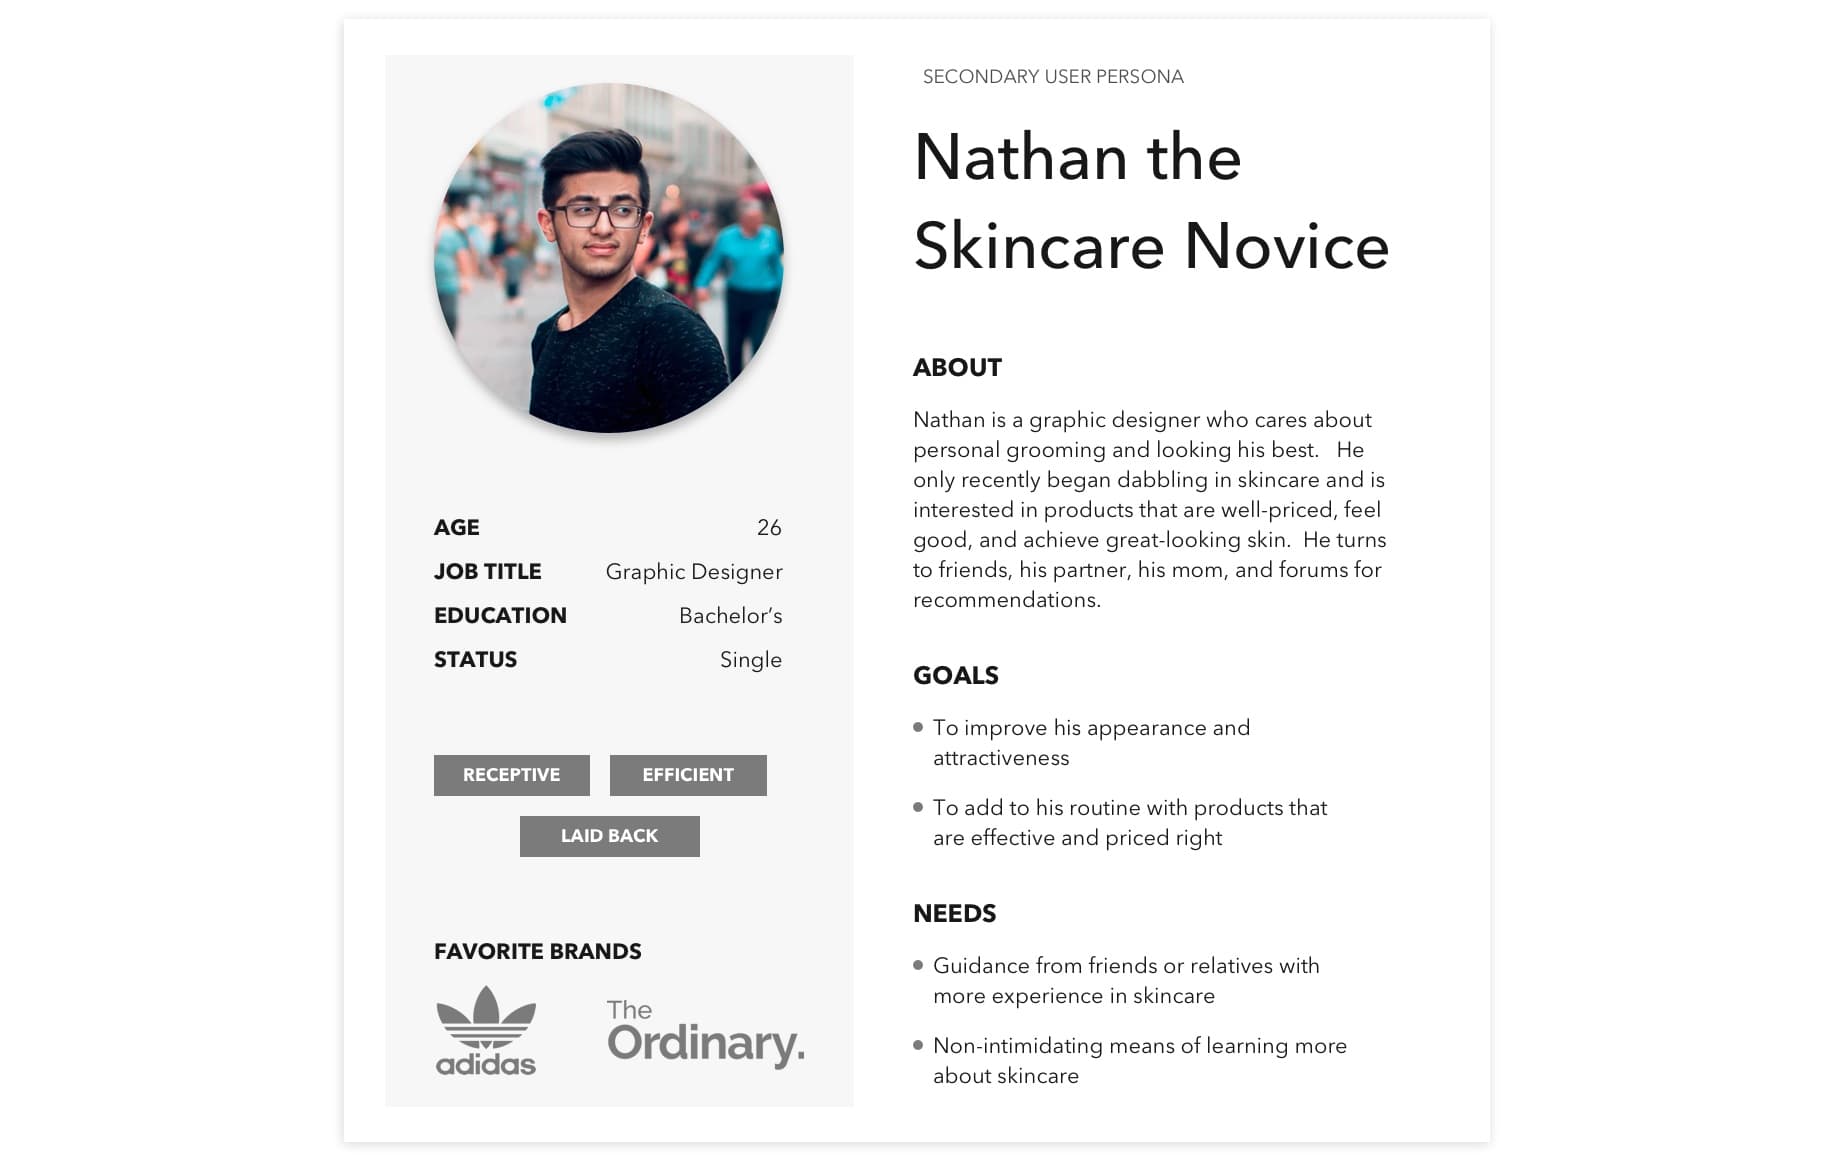 SECONDARY USER PERSONA
Nathan the
Skincare Novice
AGE 26
JOB TITLE Graphic Designer
EDUCATION Bachelor’s
STATUS Single
RECEPTIVE EFFICIENT
LAID BACK
FAVORITE BRANDS
adidas
The
Ordinary.
ABOUT
Nathan is a graphic designer who cares about
personal grooming and looking his best.   He
only recently began dabbling in skincare and is
interested in products that are well-priced, feel
good, and achieve great-looking skin.  He turns
to friends, his partner, his mom, and forums for
recommendations.
GOALS
• To improve his appearance and
attractiveness
• To add to his routine with products that
are effective and priced right
NEEDS
• Guidance from friends or relatives with
more experience in skincare
• Non-intimidating means of learning more
about skincare